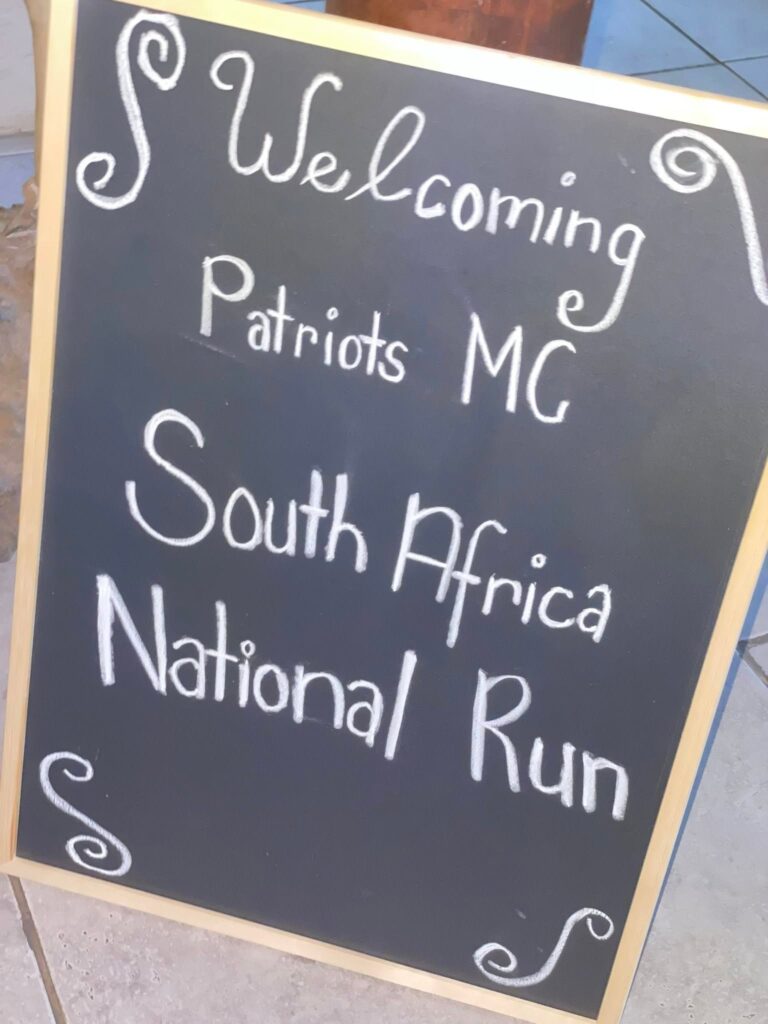 Welcoming
Patriots MC
South Africa
National Run